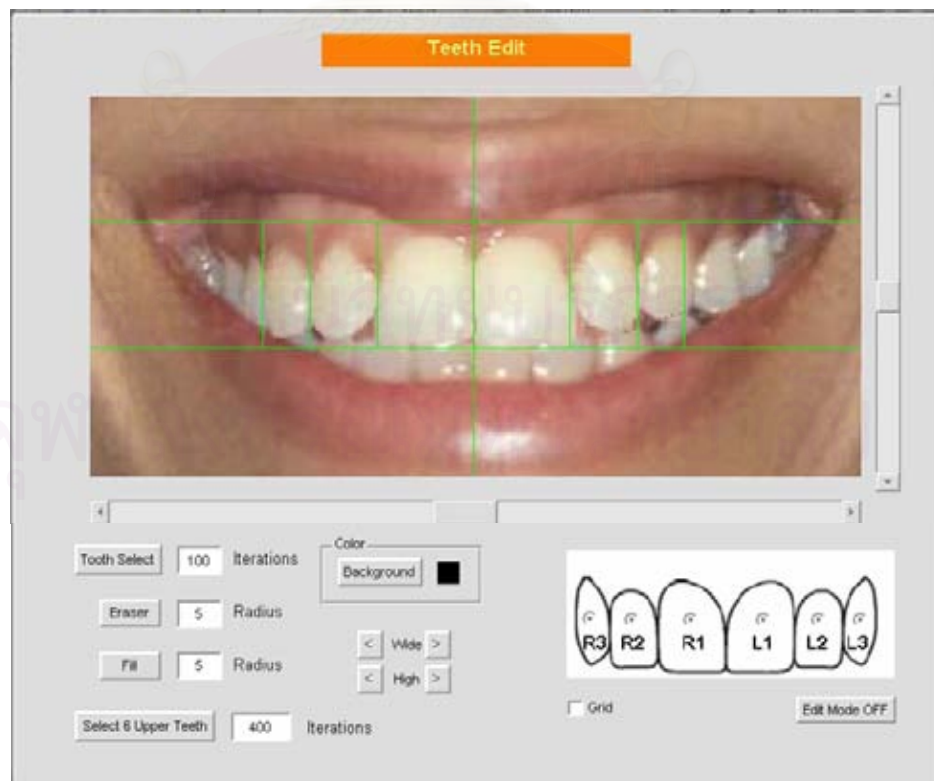 Teeth Edit
Tooth Select 100 Iterations
Color
Background
Eraser 5 Radius
< Wide >
Fill 5 Radius
< High >
Select 6 Upper Teeth 400 Iterations
R3 R2 R1 L1 L2 L3
Grid
Edit Mode OFF